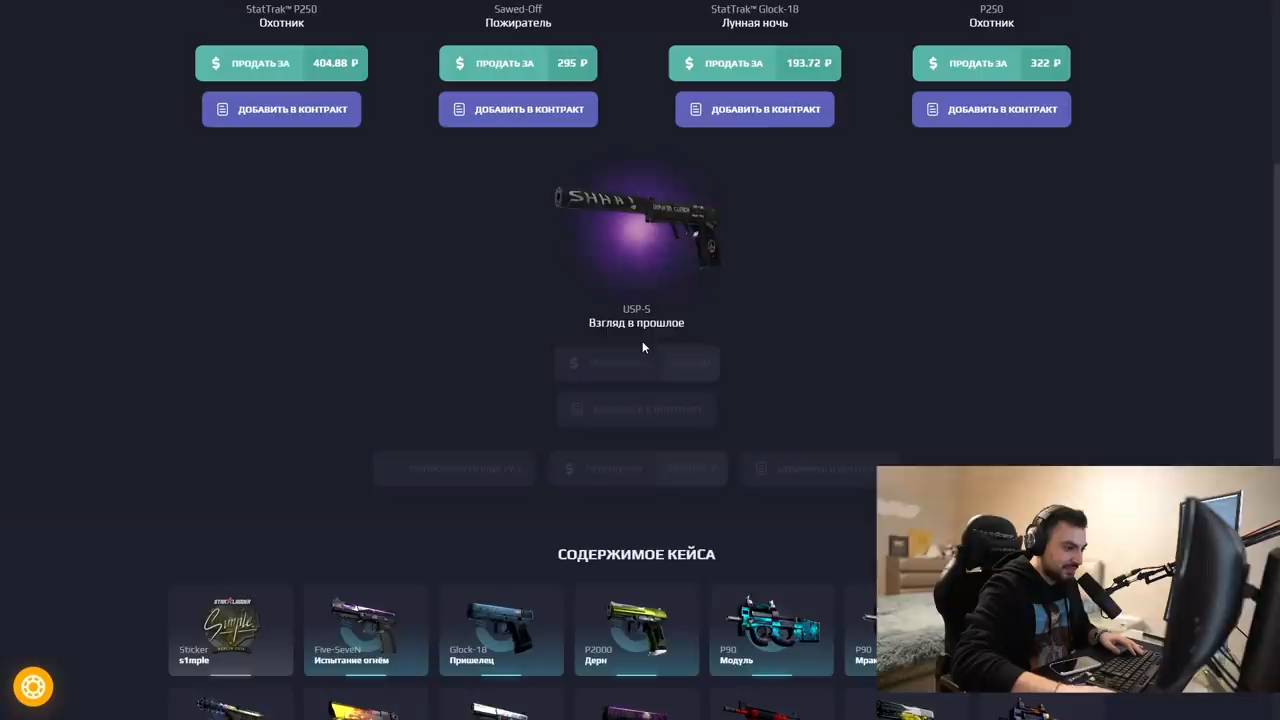 StatTrak™ P250
Охотник
Sawed-Off
Пожиратель
StatTrak™ Glock-18
Лунная ночь
P250
Охотник
$ ПРОДАТЬ ЗА 404.88 ₽
$ ПРОДАТЬ ЗА 295 ₽
$ ПРОДАТЬ ЗА 193.72 ₽
$ ПРОДАТЬ ЗА 322 ₽
ДОБАВИТЬ В КОНТРАКТ
ДОБАВИТЬ В КОНТРАКТ
ДОБАВИТЬ В КОНТРАКТ
ДОБАВИТЬ В КОНТРАКТ
SHHH!
USP-S
Взгляд в прошлое
СОДЕРЖИМОЕ КЕЙСА
Sticker
s1mple
Five-SeveN
Испытание огнём
Glock-18
Пришелец
P2000
Дерн
P90
Модуль
P90